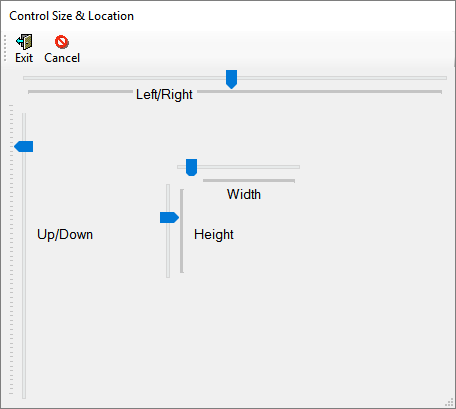 Control Size & Location
Exit Cancel
Left/Right
Width
Up/Down
Height